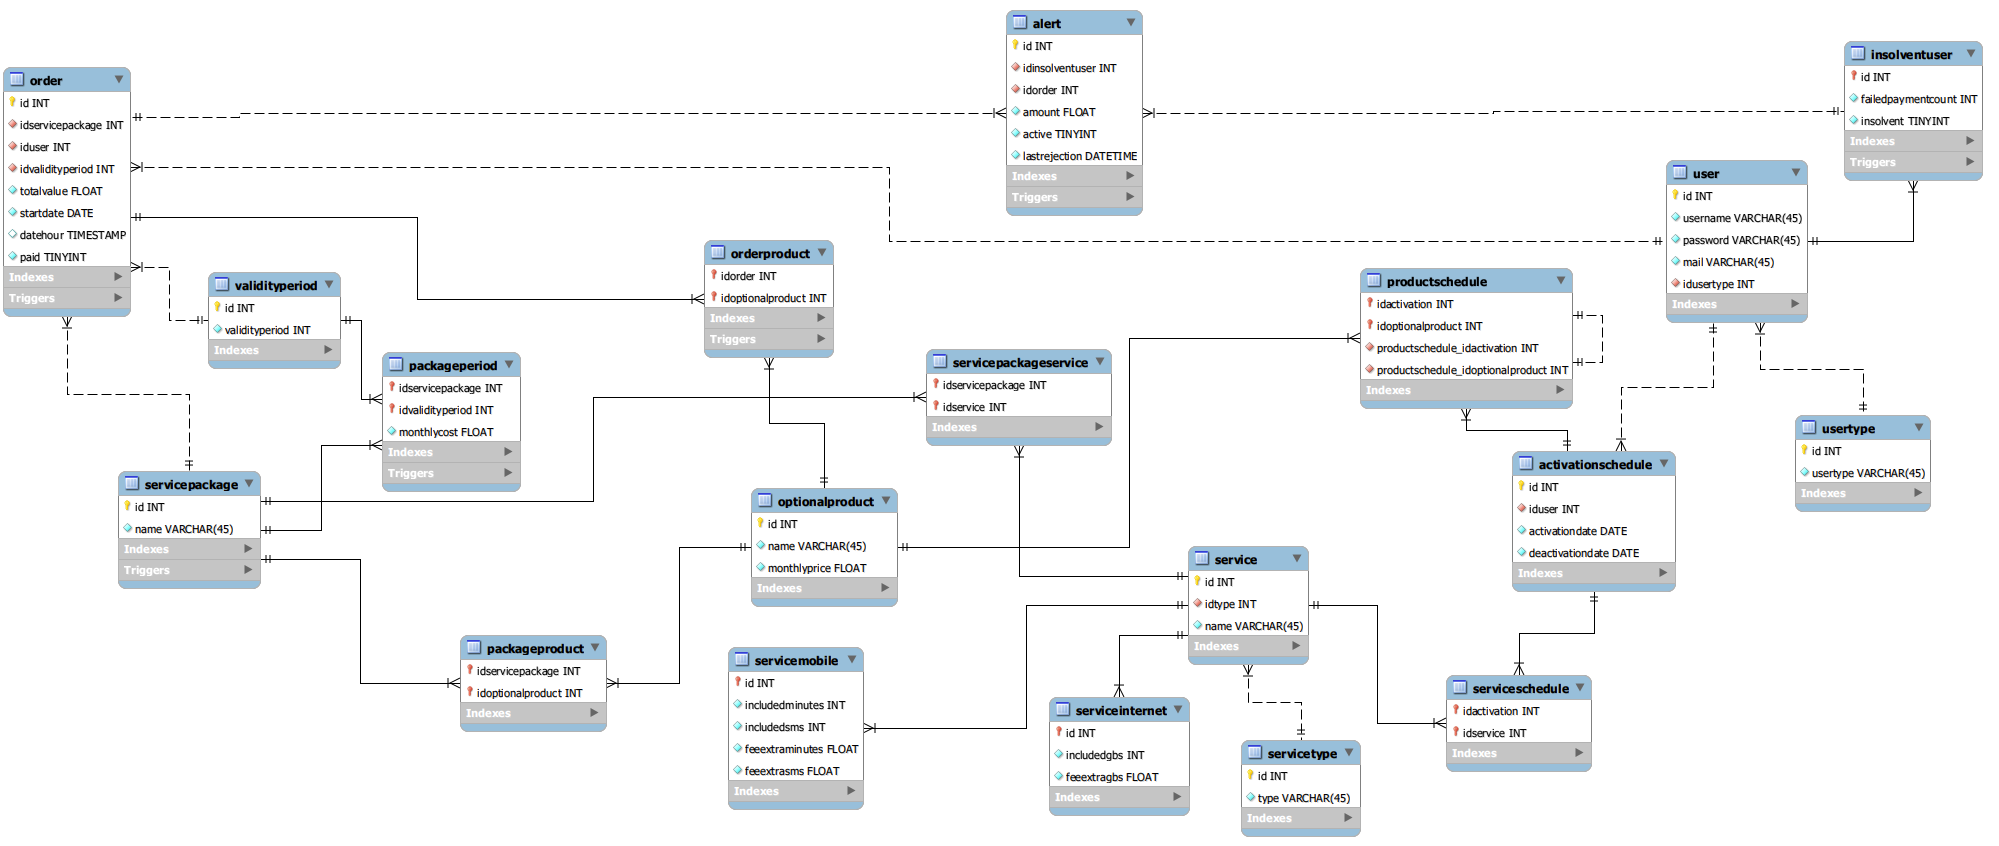 alert
id INT
idinsolventuser INT
idorder INT
amount FLOAT
active TINYINT
lastrejection DATETIME
Indexes
Triggers
insolventuser
id INT
failedpaymentcount INT
insolvent TINYINT
Indexes
Triggers
order
id INT
idservicepackage INT
iduser INT
idvalidityperiod INT
totalvalue FLOAT
startdate DATE
datehour TIMESTAMP
paid TINYINT
Indexes
Triggers
user
id INT
username VARCHAR(45)
password VARCHAR(45)
mail VARCHAR(45)
idusertype INT
Indexes
orderproduct
idorder INT
idoptionalproduct INT
Indexes
Triggers
validityperiod
id INT
validityperiod INT
Indexes
productschedule
idactivation INT
idoptionalproduct INT
productschedule_idactivation INT
productschedule_idoptionalproduct INT
Indexes
packageperiod
idservicepackage INT
idvalidityperiod INT
monthlycost FLOAT
Indexes
Triggers
servicepackageservice
idservicepackage INT
idservice INT
Indexes
usertype
id INT
usertype VARCHAR(45)
Indexes
servicepackage
id INT
name VARCHAR(45)
Indexes
Triggers
activationschedule
id INT
iduser INT
activationdate DATE
deactivationdate DATE
Indexes
optionalproduct
id INT
name VARCHAR(45)
monthlyprice FLOAT
Indexes
service
id INT
idtype INT
name VARCHAR(45)
Indexes
packageproduct
idservicepackage INT
idoptionalproduct INT
Indexes
servicemobile
id INT
includedminutes INT
includedsms INT
feeextraminutes FLOAT
feeextrasms FLOAT
Indexes
serviceinternet
id INT
includedgbs INT
feeextragbs FLOAT
Indexes
servicetype
id INT
type VARCHAR(45)
Indexes
serviceschedule
idactivation INT
idservice INT
Indexes